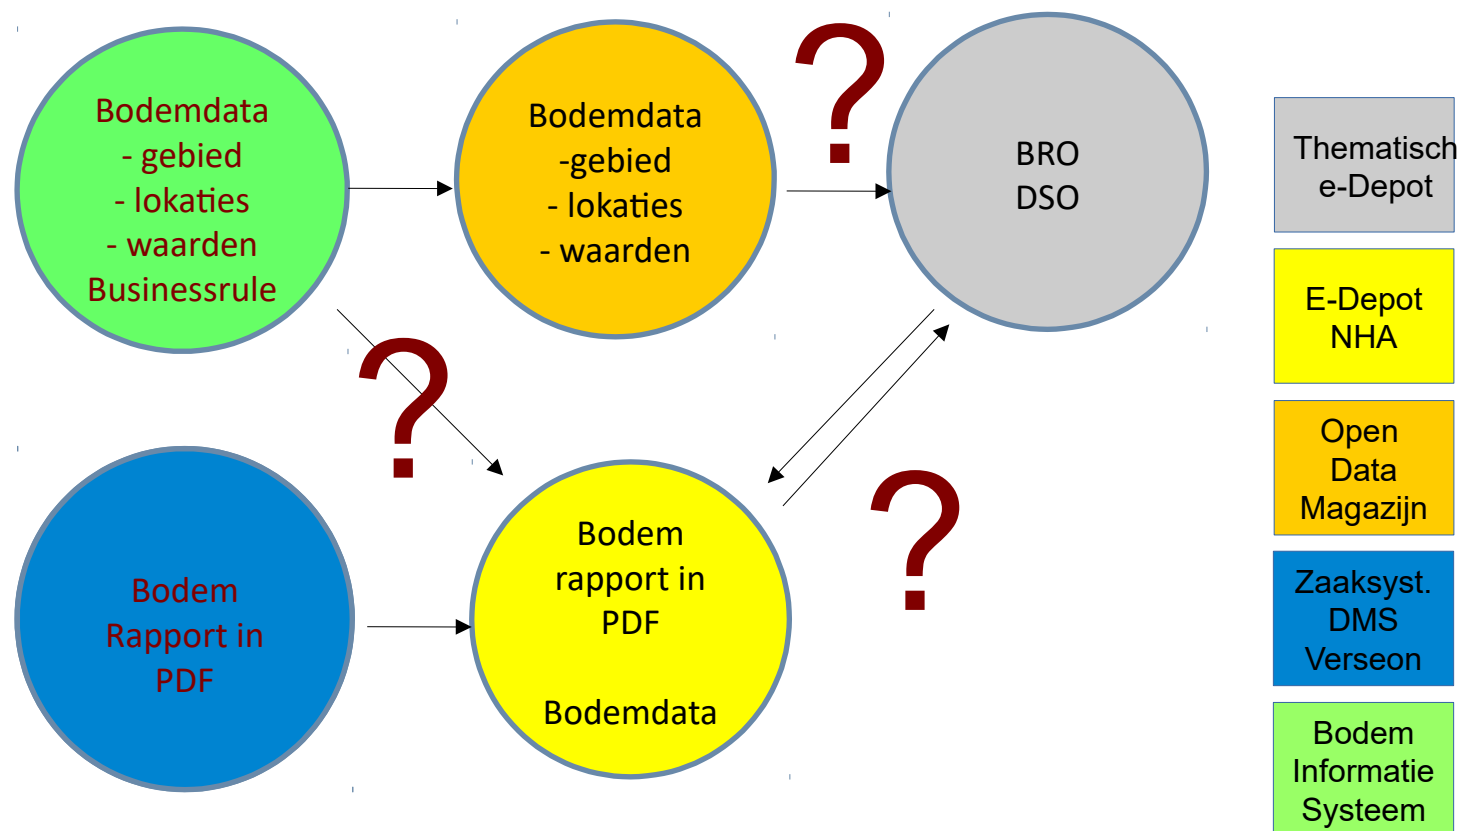 Bodemdata
- gebied
- lokaties
- waarden
Businessrule
Bodemdata
-gebied
- lokaties
- waarden
?
BRO
DSO
?
Bodem
Rapport in
PDF
Bodem
rapport in
PDF
Bodemdata
?
Thematisch
e-Depot
E-Depot
NHA
Open
Data
Magazijn
Zaaksyst.
DMS
Verseon
Bodem
Informatie
Systeem